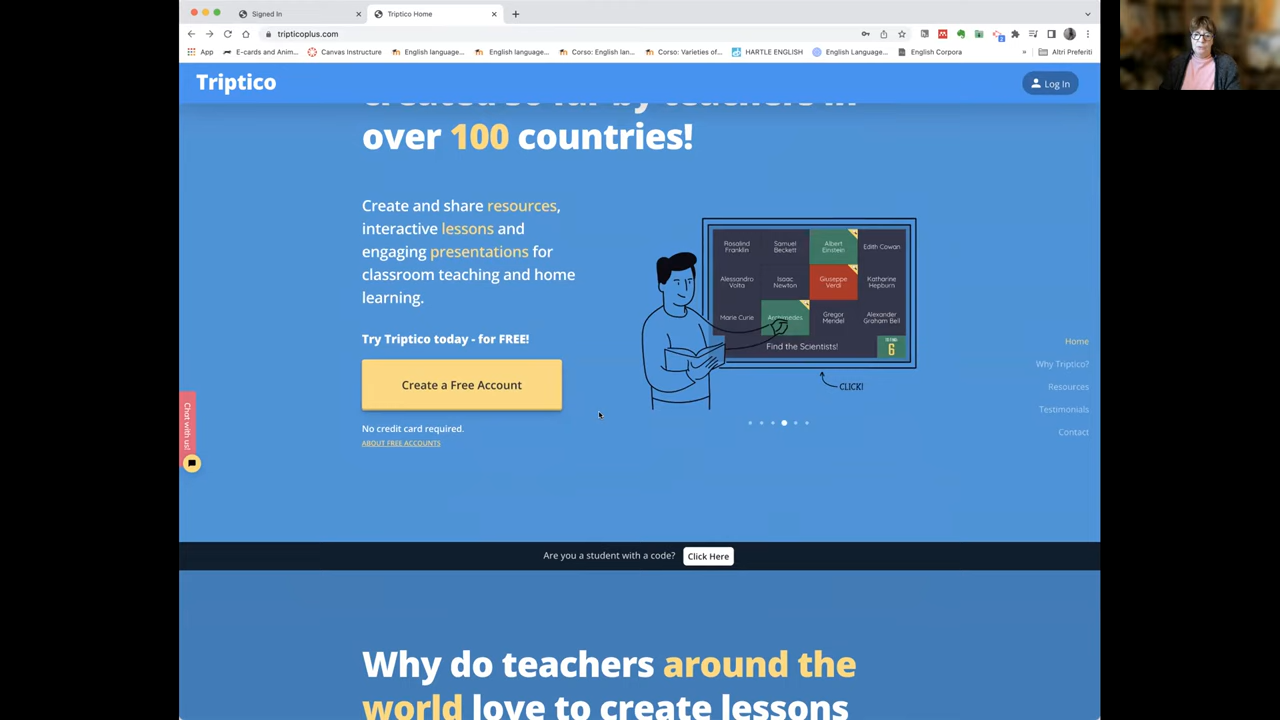 Signed In
Triptico Home
tripticoplus.com
App
E-cards and Anim...
Canvas Instructure
English language...
English language...
Corso: English lan...
Corso: Varieties of...
HARTLE ENGLISH
English Language...
English Corpora
»
Altri Preferiti
Triptico
Log In
created so far by teachers in
over 100 countries!
Create and share resources,
interactive lessons and
engaging presentations for
classroom teaching and home
learning.
Try Triptico today - for FREE!
Create a Free Account
No credit card required.
ABOUT FREE ACCOUNTS
Rosalind
Franklin
Samuel
Beckett
Albert
Einstein
Edith Cowan
Alessandro
Volta
Isaac
Newton
Giuseppe
Verdi
Katharine
Hepburn
Marie Curie
Archimedes
Gregor
Mendel
Alexander
Graham Bell
Find the Scientists!
6
CLICK!
Home
Why Triptico?
Resources
Testimonials
Contact
Chat with us!
Are you a student with a code?
Click Here
Why do teachers around the
world love to create lessons